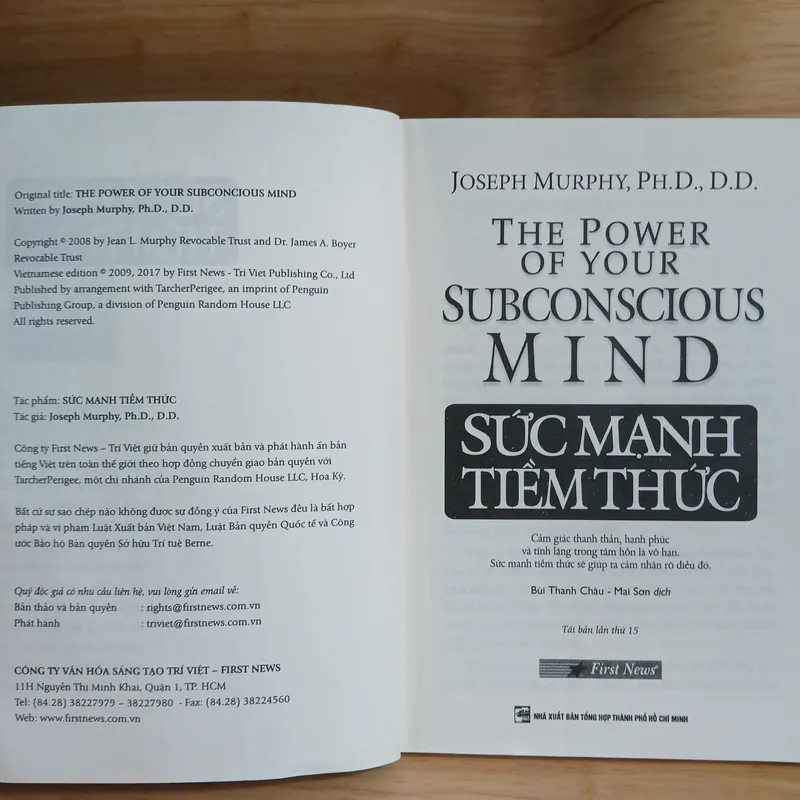 Original title: THE POWER OF YOUR SUBCONCIOUS MIND
Written by Joseph Murphy, Ph.D., D.D.
Copyright © 2008 by Jean L. Murphy Revocable Trust and Dr. James A. Boyer
Revocable Trust
Vietnamese edition © 2009, 2017 by First News - Tri Viet Publishing Co., Ltd
Published by arrangement with TarcherPerigee, an imprint of Penguin
Publishing Group, a division of Penguin Random House LLC
All rights reserved.
Tác phẩm: SỨC MẠNH TIỀM THỨC
Tác giả: Joseph Murphy, Ph.D., D.D.
Công ty First News – Trí Việt giữ bản quyền xuất bản và phát hành ấn bản
tiếng Việt trên toàn thế giới theo hợp đồng chuyển giao bản quyền với
TarcherPerigee, một chi nhánh của Penguin Random House LLC, Hoa Kỳ.
Bất cứ sự sao chép nào không được sự đồng ý của First News đều là bất hợp
pháp và vi phạm Luật Xuất bản Việt Nam, Luật Bản quyền Quốc tế và Công
ước Bảo hộ Bản quyền Sở hữu Trí tuệ Berne.
Quý độc giả có nhu cầu liên hệ, vui lòng gửi email về:
Bản thảo và bản quyền : rights@firstnews.com.vn
Phát hành : triviet@firstnews.com.vn
CÔNG TY VĂN HÓA SÁNG TẠO TRÍ VIỆT – FIRST NEWS
11H Nguyễn Thị Minh Khai, Quận 1, TP. HCM
Tel: (84.28) 38227979 – 38227980 - Fax: (84.28) 38224560
Web: www.firstnews.com.vn
JOSEPH MURPHY, PH.D., D.D.
THE POWER
OF YOUR
SUBCONSCIOUS
MIND
SỨC MẠNH
TIỀM THỨC
Cảm giác thanh thản, hạnh phúc
và tĩnh lặng trong tâm hồn là vô hạn.
Sức mạnh tiềm thức sẽ giúp ta cảm nhận rõ điều đó.
Bùi Thanh Châu - Mai Sơn dịch
Tái bản lần thứ 15
First News®
NHÀ XUẤT BẢN TỔNG HỢP THÀNH PHỐ HỒ CHÍ MINH